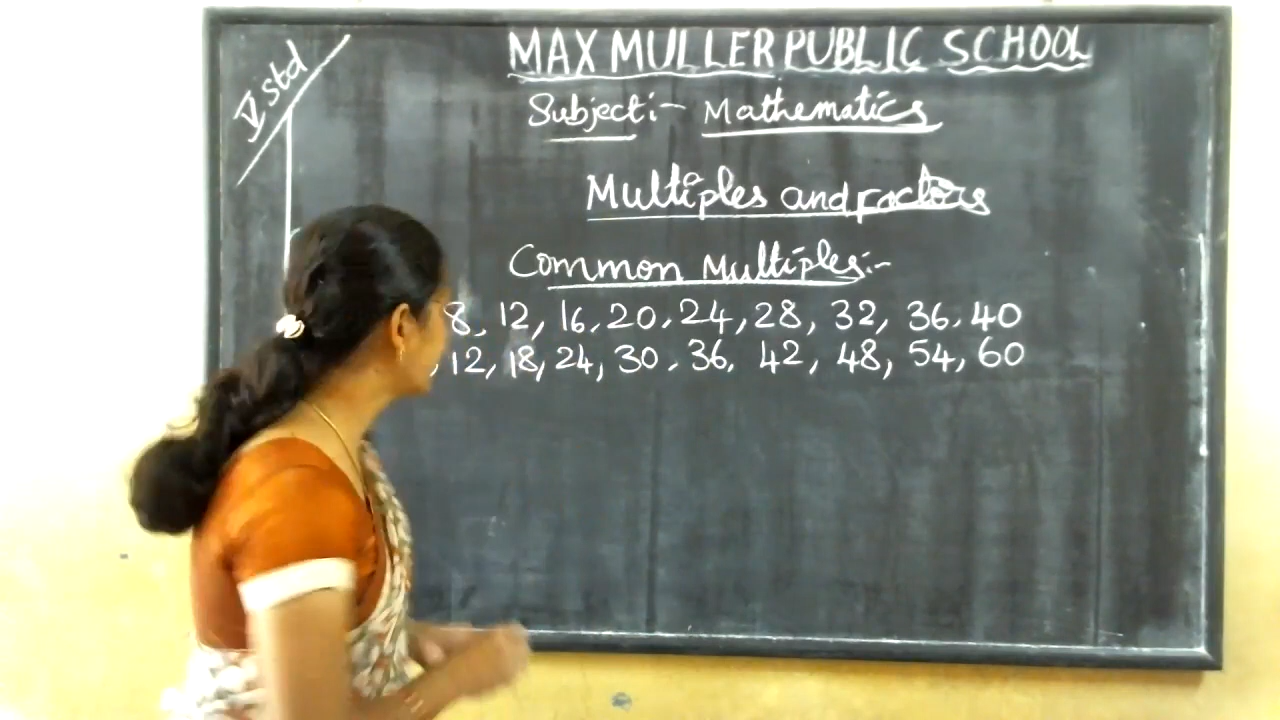 V std
MAX MULLER PUBLIC SCHOOL
Subject:- Mathematics
Multiples and Factors
Common Multiples:-
8, 12, 16, 20, 24, 28, 32, 36, 40
, 12, 18, 24, 30, 36, 42, 48, 54, 60